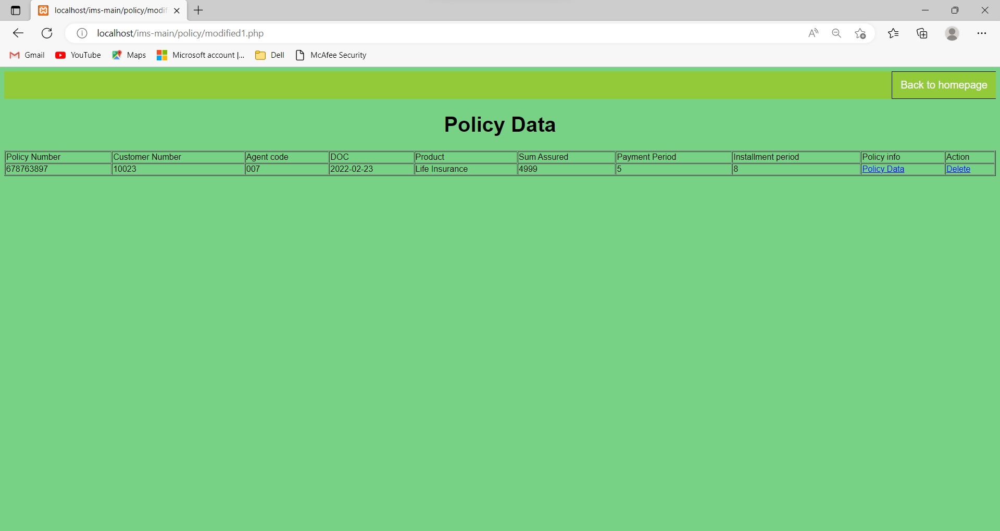 localhost/ims-main/policy/modif
localhost/ims-main/policy/modified1.php
Gmail YouTube Maps Microsoft account |... Dell McAfee Security
Back to homepage
Policy Data
Policy Number Customer Number Agent code DOC Product Sum Assured Payment Period Installment period Policy info Action
678763897 10023 007 2022-02-23 Life Insurance 4999 5 8 Policy Data Delete